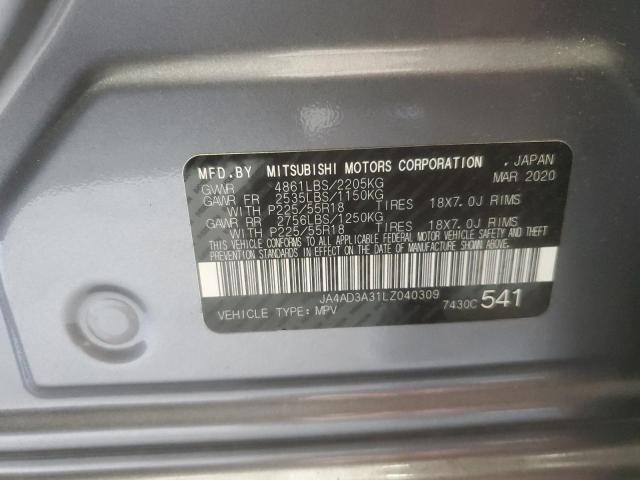 MFD.BY MITSUBISHI MOTORS CORPORATION . JAPAN
GVWR 4861LBS/2205KG MAR 2020
GAWR FR 2535LBS/1150KG
WITH P225/55R18 TIRES 18X7.0J RIMS
GAWR RR 2756LBS/1250KG
WITH P225/55R18 TIRES 18X7.0J RIMS
THIS VEHICLE CONFORMS TO ALL APPLICABLE FEDERAL MOTOR VEHICLE SAFETY AND THEFT
PREVENTION STANDARDS IN EFFECT ON THE DATE OF MANUFACTURE SHOWN ABOVE.
JA4AD3A31LZ040309
VEHICLE TYPE: MPV 7430C 541